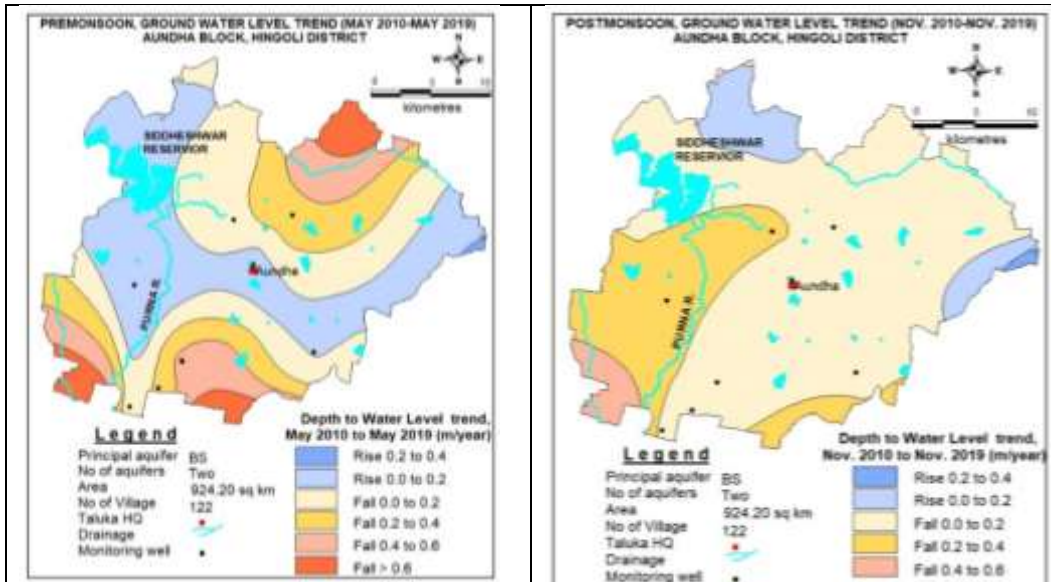 PREMONSOON, GROUND WATER LEVEL TREND (MAY 2010-MAY 2019)
AUNDHA BLOCK, HINGOLI DISTRICT
N
W E
S
0 5 10
kilometres
SIDDHESHWAR
RESERVIOR
Aundha
PURNA R.
Legend
Principal aquifer BS
No of aquifers Two
Area 924.20 sq km
No of Village 122
Taluka HQ
Drainage
Monitoring well
Depth to Water Level trend,
May 2010 to May 2019 (m/year)
Rise 0.2 to 0.4
Rise 0.0 to 0.2
Fall 0.0 to 0.2
Fall 0.2 to 0.4
Fall 0.4 to 0.6
Fall > 0.6
POSTMONSOON, GROUND WATER LEVEL TREND (NOV. 2010-NOV. 2019)
AUNDHA BLOCK, HINGOLI DISTRICT
N
W E
S
0 5 10
kilometres
SIDDHESHWAR
RESERVIOR
Aundha
PURNA R.
Legend
Principal aquifer BS
No of aquifers Two
Area 924.20 sq km
No of Village 122
Taluka HQ
Drainage
Monitoring well
Depth to Water Level trend,
Nov. 2010 to Nov. 2019 (m/year)
Rise 0.2 to 0.4
Rise 0.0 to 0.2
Fall 0.0 to 0.2
Fall 0.2 to 0.4
Fall 0.4 to 0.6